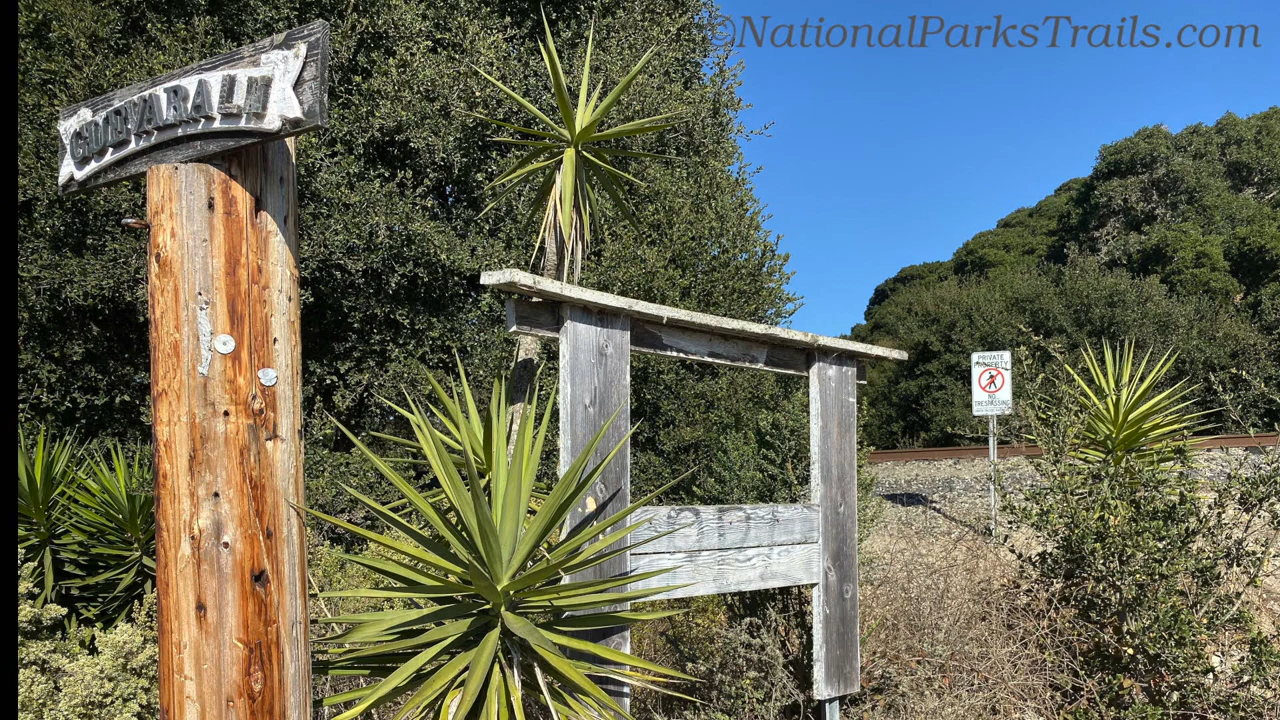 ©NationalParksTrails.com
GUEVARA LN
PRIVATE
PROPERTY
NO
TRESPASSING